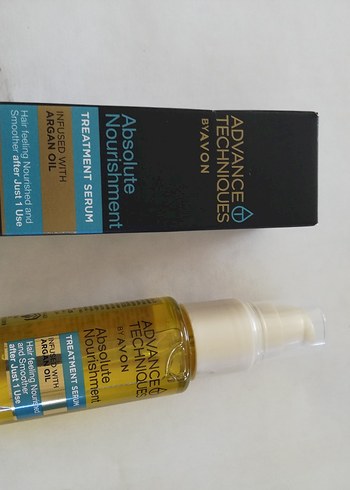 ADVANCE
TECHNIQUES
BY AVON
Absolute
Nourishment
TREATMENT SERUM
INFUSED WITH
ARGAN OIL
Hair feeling Nourished and
Smoother after Just 1 Use
ADVANCE
TECHNIQUES
BY AVON
Absolute
Nourishment
TREATMENT SERUM
INFUSED WITH
ARGAN OIL
Hair feeling Nourished
and Smoother
after Just 1 Use